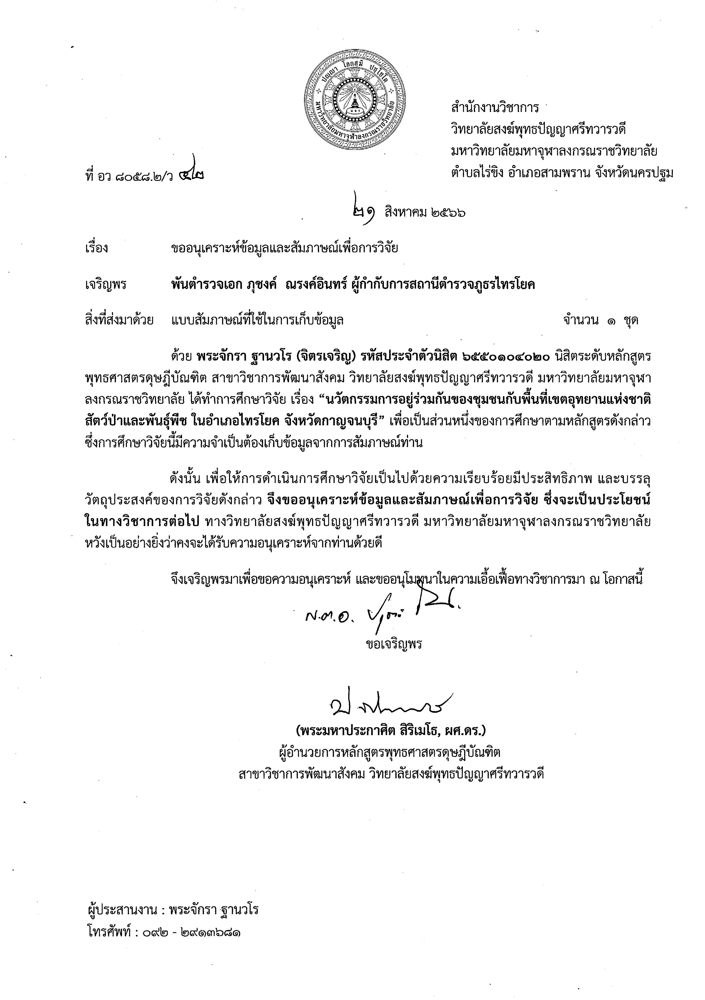 ปญฺญา โลกสฺมิ ปชฺโชโต
มจร
มหาวิทยาลัยมหาจุฬาลงกรณราชวิทยาลัย
สำนักงานวิชาการ
วิทยาลัยสงฆ์พุทธปัญญาศรีทวารวดี
มหาวิทยาลัยมหาจุฬาลงกรณราชวิทยาลัย
ที่ อว ๘๐๕๘.๒/ว ๔๒
ตำบลไร่ขิง อำเภอสามพราน จังหวัดนครปฐม
๒๑ สิงหาคม ๒๕๖๖
เรื่อง ขออนุเคราะห์ข้อมูลและสัมภาษณ์เพื่อการวิจัย
เจริญพร พันตำรวจเอก ภุชงค์ ณรงค์อินทร์ ผู้กำกับการสถานีตำรวจภูธรไทรโยค
สิ่งที่ส่งมาด้วย แบบสัมภาษณ์ที่ใช้ในการเก็บข้อมูล จำนวน ๑ ชุด
ด้วย พระจักรา ฐานวโร (จิตรเจริญ) รหัสประจำตัวนิสิต ๖๕๕๐๑๐๔๐๒๐ นิสิตระดับหลักสูตร
พุทธศาสตรดุษฎีบัณฑิต สาขาวิชาการพัฒนาสังคม วิทยาลัยสงฆ์พุทธปัญญาศรีทวาราวดี มหาวิทยาลัยมหาจุฬา
ลงกรณราชวิทยาลัย ได้ทำการศึกษาวิจัย เรื่อง “นวัตกรรมการอยู่ร่วมกันของชุมชนกับพื้นที่เขตอุทยานแห่งชาติ
สัตว์ป่าและพันธุ์พืช ในอำเภอไทรโยค จังหวัดกาญจนบุรี” เพื่อเป็นส่วนหนึ่งของการศึกษาตามหลักสูตรดังกล่าว
ซึ่งการศึกษาวิจัยนี้มีความจำเป็นต้องเก็บข้อมูลจากการสัมภาษณ์ท่าน
ดังนั้น เพื่อให้การดำเนินการศึกษาวิจัยเป็นไปด้วยความเรียบร้อยมีประสิทธิภาพ และบรรลุ
วัตถุประสงค์ของการวิจัยดังกล่าว จึงขออนุเคราะห์ข้อมูลและสัมภาษณ์เพื่อการวิจัย ซึ่งจะเป็นประโยชน์
ในทางวิชาการต่อไป ทางวิทยาลัยสงฆ์พุทธปัญญาศรีทวารวดี มหาวิทยาลัยมหาจุฬาลงกรณราชวิทยาลัย
หวังเป็นอย่างยิ่งว่าคงจะได้รับความอนุเคราะห์จากท่านด้วยดี
จึงเจริญพรมาเพื่อขอความอนุเคราะห์ และขออนุโมทนาในความเอื้อเฟื้อทางวิชาการมา ณ โอกาสนี้
พ.ต.อ.
ขอเจริญพร
(พระมหาประกาศิต สิริเมโธ, ผศ.ดร.)
ผู้อำนวยการหลักสูตรพุทธศาสตรดุษฎีบัณฑิต
สาขาวิชาการพัฒนาสังคม วิทยาลัยสงฆ์พุทธปัญญาศรีทวารวดี
ผู้ประสานงาน : พระจักรา ฐานวโร
โทรศัพท์ : ๐๙๒ - ๒๙๑๓๖๘๑